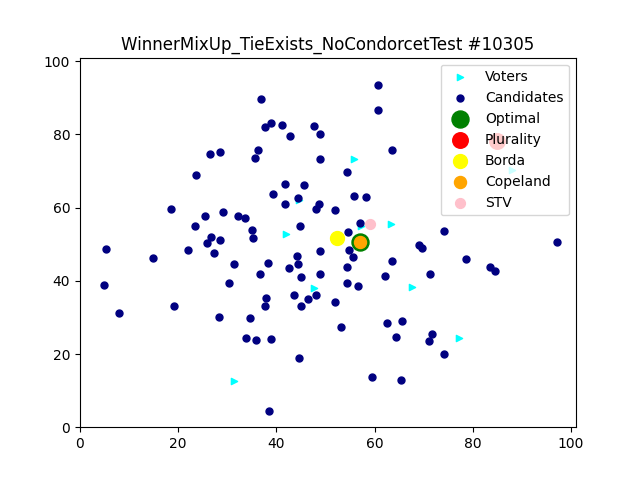 WinnerMixUp_TieExists_NoCondorcetTest #10305
Voters
Candidates
Optimal
Plurality
Borda
Copeland
STV
100
80
60
40
20
0
0 20 40 60 80 100